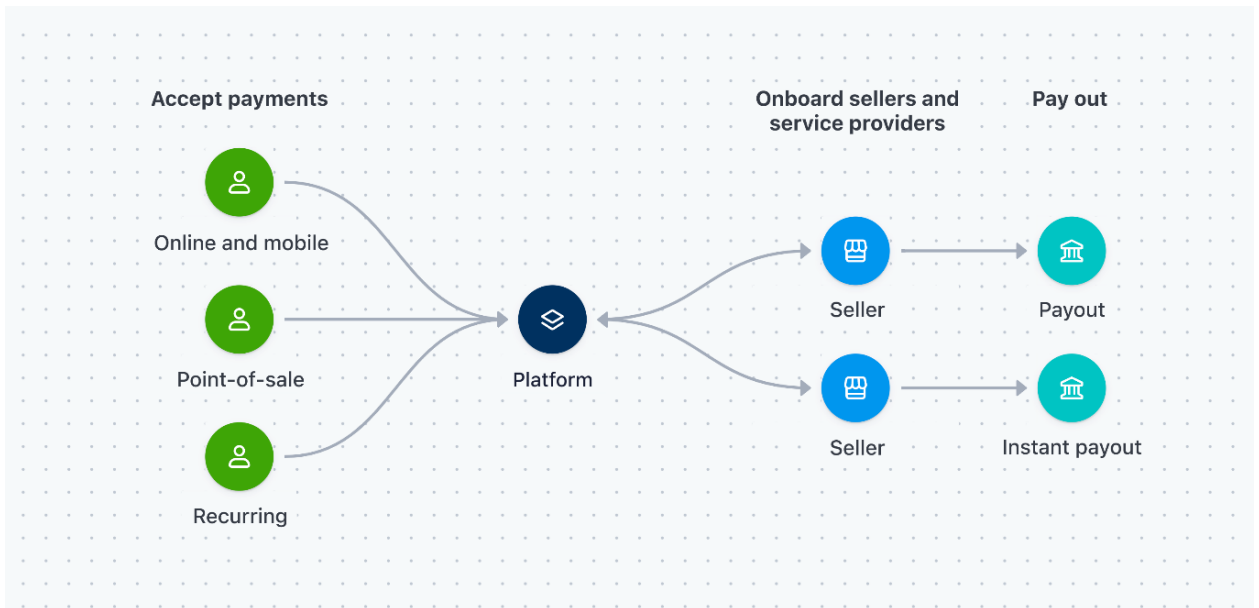 Accept payments
Onboard sellers and
service providers
Pay out
Online and mobile
Point-of-sale
Recurring
Platform
Seller
Payout
Seller
Instant payout